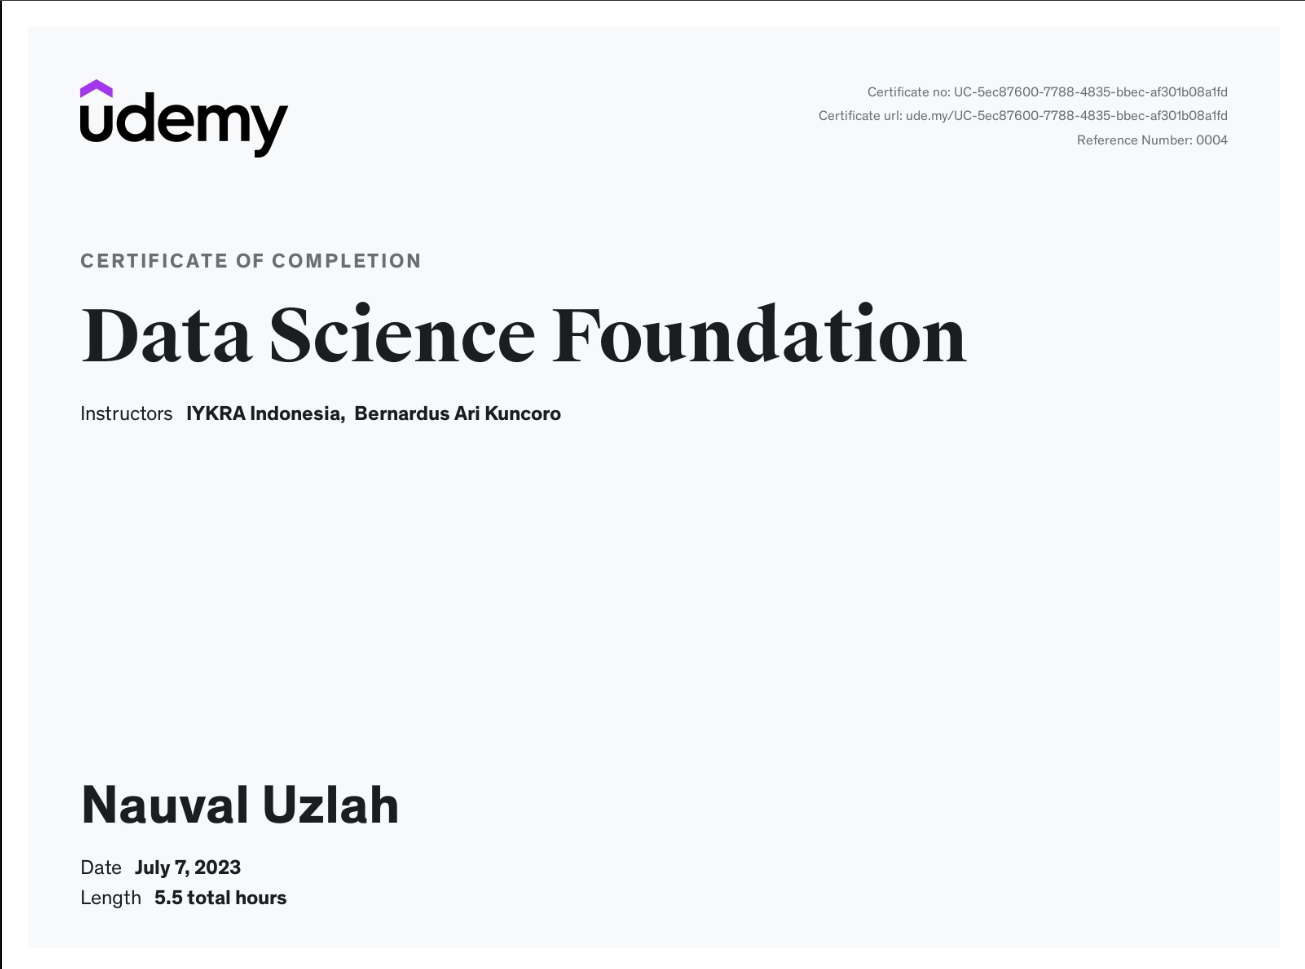 udemy
Certificate no: UC-5ec87600-7788-4835-bbec-af301b08a1fd
Certificate url: ude.my/UC-5ec87600-7788-4835-bbec-af301b08a1fd
Reference Number: 0004
CERTIFICATE OF COMPLETION
Data Science Foundation
Instructors IYKRA Indonesia, Bernardus Ari Kuncoro
Nauval Uzlah
Date July 7, 2023
Length 5.5 total hours